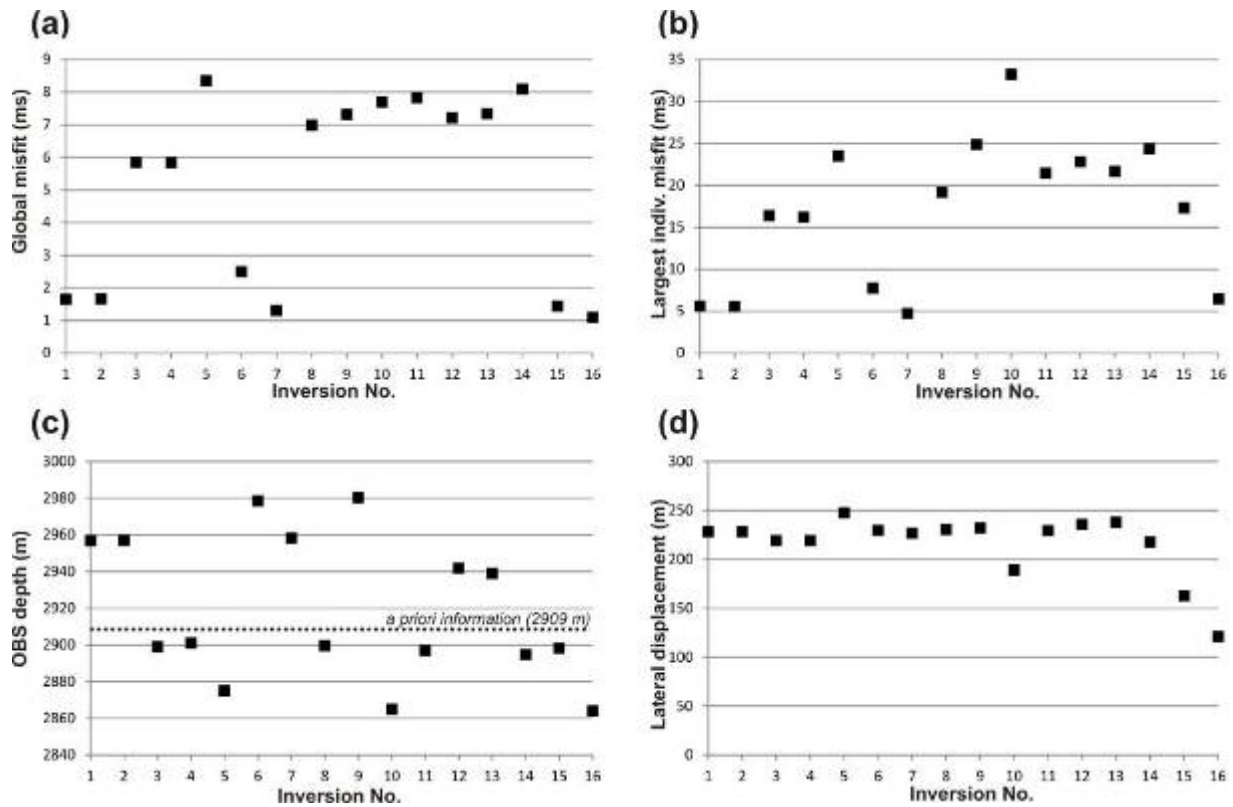 (a)
Global misfit (ms)
9
8
7
6
5
4
3
2
1
0
1 2 3 4 5 6 7 8 9 10 11 12 13 14 15 16
Inversion No.
(b)
Largest indiv. misfit (ms)
35
30
25
20
15
10
5
0
1 2 3 4 5 6 7 8 9 10 11 12 13 14 15 16
Inversion No.
(c)
OBS depth (m)
3000
2980
2960
2940
2920
2900
2880
2860
2840
a priori information (2909 m)
1 2 3 4 5 6 7 8 9 10 11 12 13 14 15 16
Inversion No.
(d)
Lateral displacement (m)
300
250
200
150
100
50
0
1 2 3 4 5 6 7 8 9 10 11 12 13 14 15 16
Inversion No.